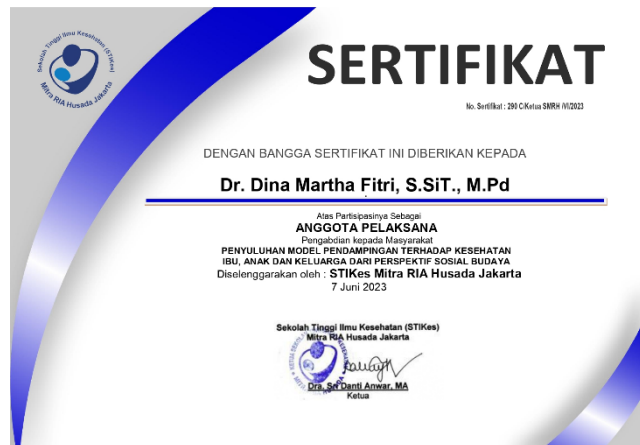 Sekolah Tinggi Ilmu Kesehatan (STIKes)
Mitra RIA Husada Jakarta
SERTIFIKAT
No. Sertifikat : 290 C/Ketua SMRH /VI/2023
DENGAN BANGGA SERTIFIKAT INI DIBERIKAN KEPADA
Dr. Dina Martha Fitri, S.SiT., M.Pd
Atas Partisipasinya Sebagai
ANGGOTA PELAKSANA
Pengabdian kepada Masyarakat
PENYULUHAN MODEL PENDAMPINGAN TERHADAP KESEHATAN
IBU, ANAK DAN KELUARGA DARI PERSPEKTIF SOSIAL BUDAYA
Diselenggarakan oleh : STIKes Mitra RIA Husada Jakarta
7 Juni 2023
Sekolah Tinggi Ilmu Kesehatan (STIKes)
Mitra RIA Husada Jakarta
Dra. Sri Danti Anwar, MA
Ketua